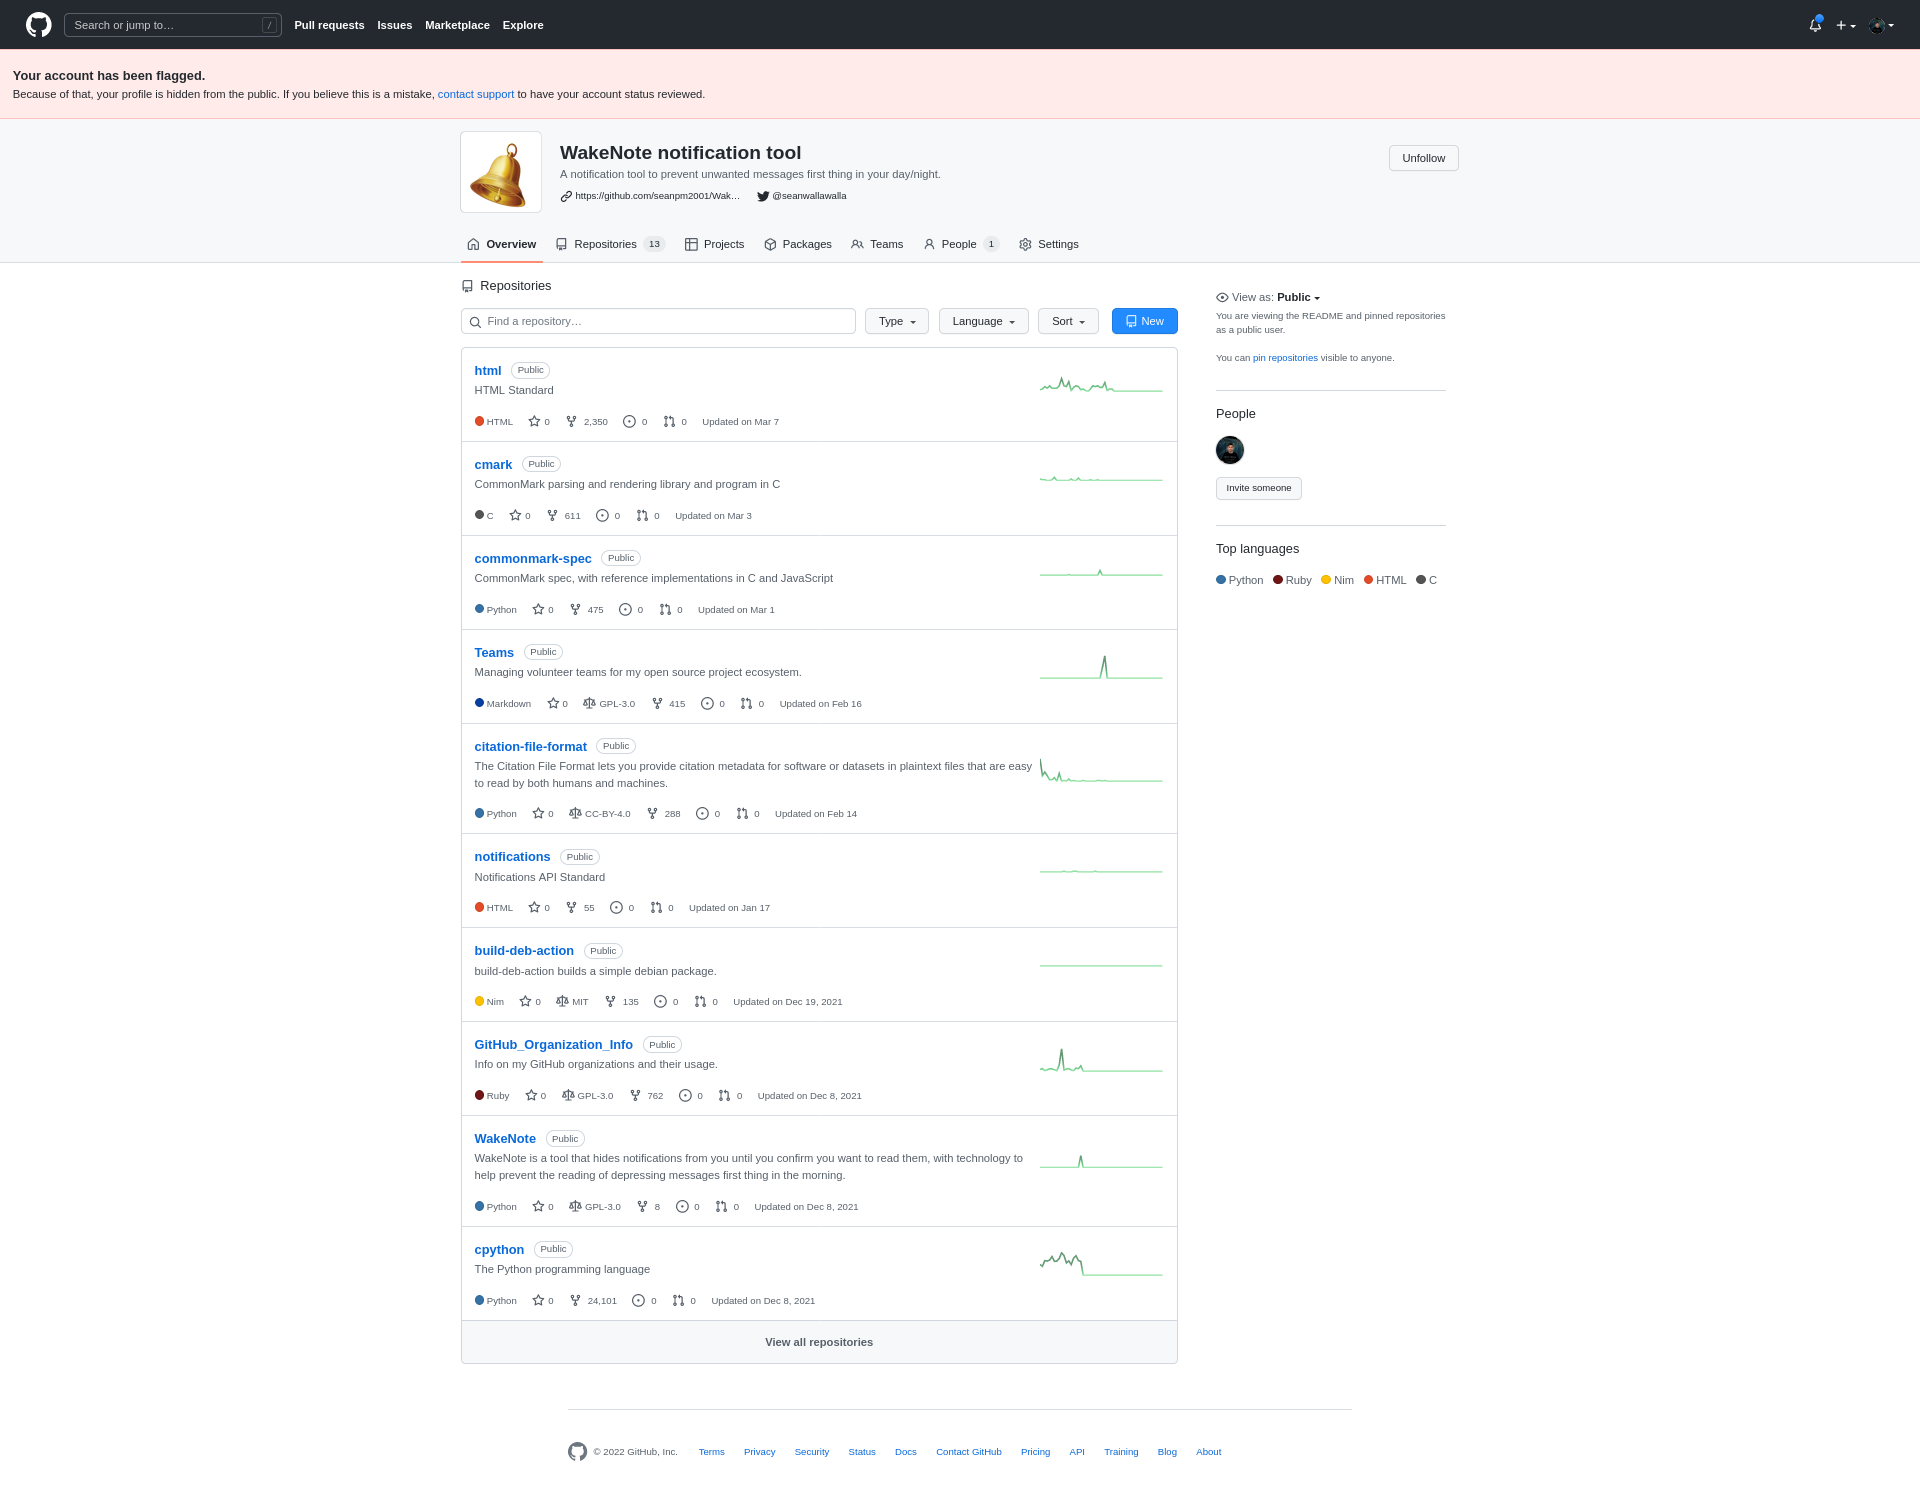 Search or jump to… /
Pull requests Issues Marketplace Explore
Your account has been flagged.
Because of that, your profile is hidden from the public. If you believe this is a mistake, contact support to have your account status reviewed.
WakeNote notification tool
A notification tool to prevent unwanted messages first thing in your day/night.
https://github.com/seanpm2001/Wak… @seanwallawalla
Unfollow
Overview Repositories 13 Projects Packages Teams People 1 Settings
Repositories
Find a repository… Type Language Sort New
html Public
HTML Standard
HTML 0 2,350 0 0 Updated on Mar 7
cmark Public
CommonMark parsing and rendering library and program in C
C 0 611 0 0 Updated on Mar 3
commonmark-spec Public
CommonMark spec, with reference implementations in C and JavaScript
Python 0 475 0 0 Updated on Mar 1
Teams Public
Managing volunteer teams for my open source project ecosystem.
Markdown 0 GPL-3.0 415 0 0 Updated on Feb 16
citation-file-format Public
The Citation File Format lets you provide citation metadata for software or datasets in plaintext files that are easy
to read by both humans and machines.
Python 0 CC-BY-4.0 288 0 0 Updated on Feb 14
notifications Public
Notifications API Standard
HTML 0 55 0 0 Updated on Jan 17
build-deb-action Public
build-deb-action builds a simple debian package.
Nim 0 MIT 135 0 0 Updated on Dec 19, 2021
GitHub_Organization_Info Public
Info on my GitHub organizations and their usage.
Ruby 0 GPL-3.0 762 0 0 Updated on Dec 8, 2021
WakeNote Public
WakeNote is a tool that hides notifications from you until you confirm you want to read them, with technology to
help prevent the reading of depressing messages first thing in the morning.
Python 0 GPL-3.0 8 0 0 Updated on Dec 8, 2021
cpython Public
The Python programming language
Python 0 24,101 0 0 Updated on Dec 8, 2021
View all repositories
View as: Public
You are viewing the README and pinned repositories
as a public user.
You can pin repositories visible to anyone.
People
Invite someone
Top languages
Python Ruby Nim HTML C
© 2022 GitHub, Inc. Terms Privacy Security Status Docs Contact GitHub Pricing API Training Blog About